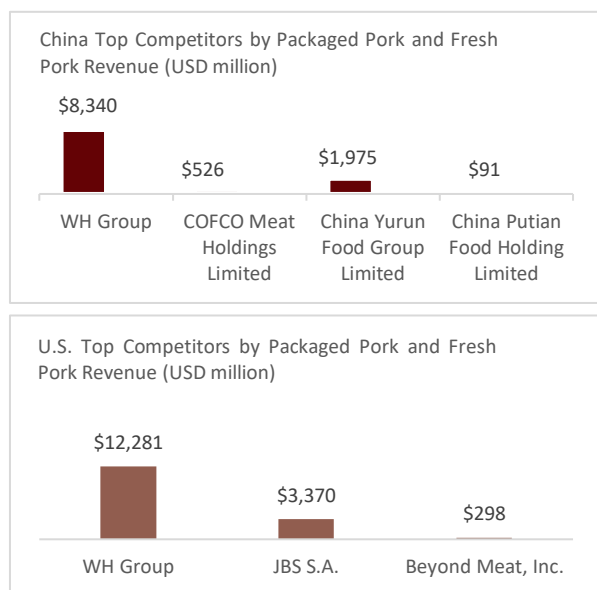 China Top Competitors by Packaged Pork and Fresh
Pork Revenue (USD million)
$8,340
$526
$1,975
$91
WH Group
COFCO Meat
Holdings
Limited
China Yurun
Food Group
Limited
China Putian
Food Holding
Limited
U.S. Top Competitors by Packaged Pork and Fresh
Pork Revenue (USD million)
$12,281
$3,370
$298
WH Group
JBS S.A.
Beyond Meat, Inc.